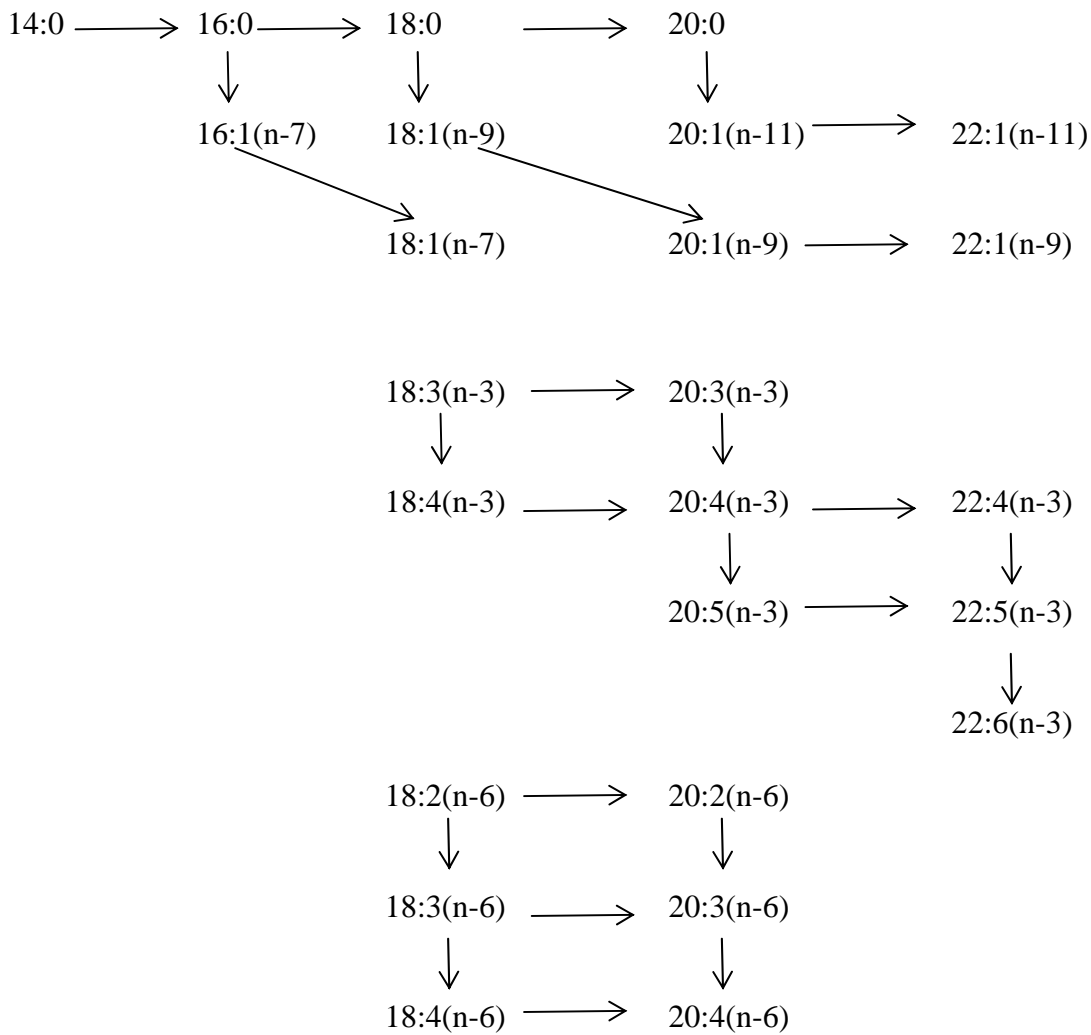 14:0 16:0 18:0 20:0
16:1(n-7) 18:1(n-9) 20:1(n-11) 22:1(n-11)
18:1(n-7) 20:1(n-9) 22:1(n-9)
18:3(n-3) 20:3(n-3)
18:4(n-3) 20:4(n-3) 22:4(n-3)
20:5(n-3) 22:5(n-3)
22:6(n-3)
18:2(n-6) 20:2(n-6)
18:3(n-6) 20:3(n-6)
18:4(n-6) 20:4(n-6)